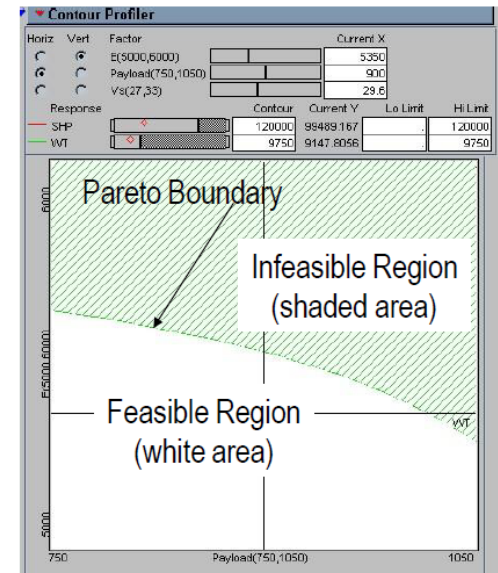 Contour Profiler
Horiz Vert Factor Current X
E(5000,6000) 5350
Payload(750,1050) 900
Vs(27,33) 29.6
Response Contour Current Y Lo Limit Hi Limit
SHP 120000 99489.167 . 120000
WT 9750 9147.8056 . 9750
6000
Pareto Boundary
Infeasible Region
(shaded area)
E(5000,6000)
Feasible Region
(white area)
WT
5000
750 Payload(750,1050) 1050